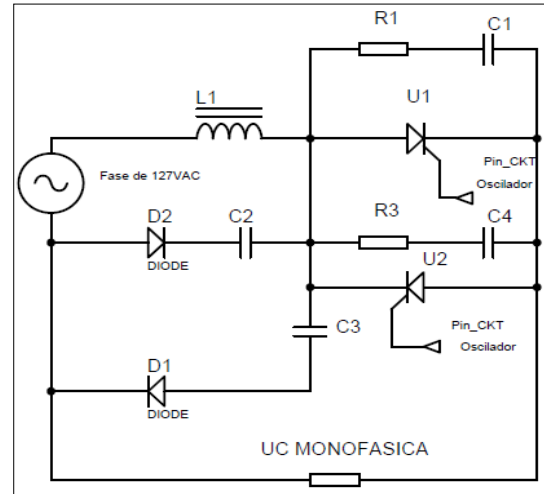 R1
C1
L1
U1
Fase de 127VAC
Pin_CKT
Oscilador
D2
C2
R3
C4
DIODE
U2
C3
Pin_CKT
Oscilador
D1
DIODE
UC MONOFASICA